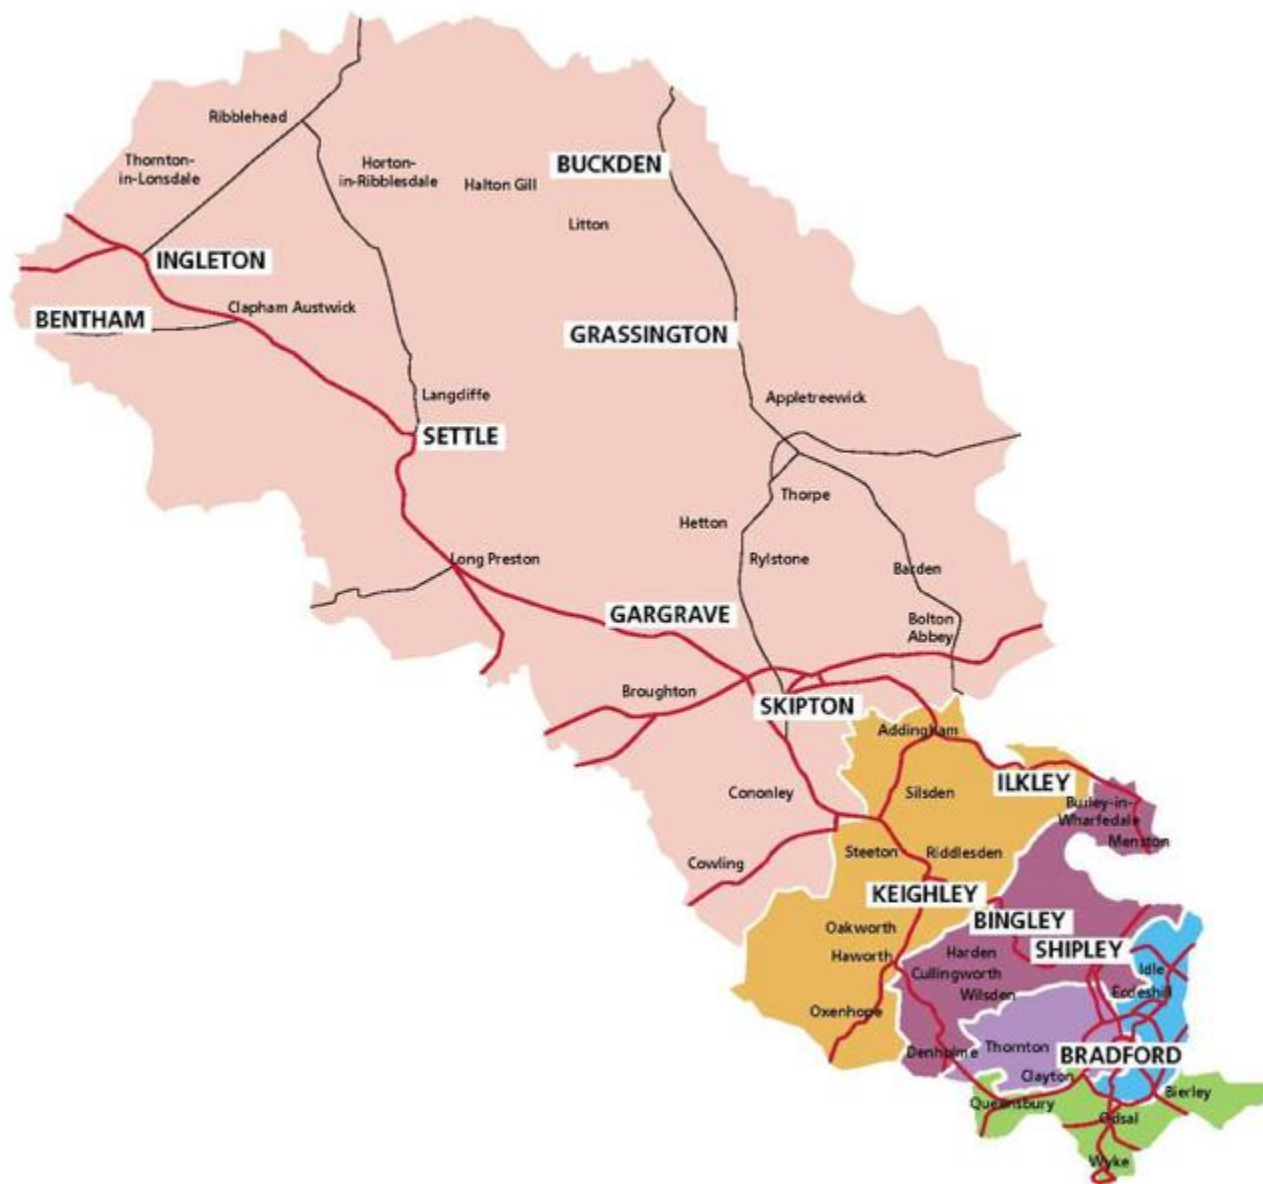 Ribblehead
Thornton-
in-Lonsdale
Horton-
in-Ribblesdale
Halton Gill
BUCKDEN
Litton
INGLETON
Clapham Austwick
BENTHAM
GRASSINGTON
Langcliffe
Appletreewick
SETTLE
Thorpe
Hetton
Long Preston
Rylstone
Barden
GARGRAVE
Bolton
Abbey
Broughton
SKIPTON
Addingham
ILKLEY
Cononley
Silsden
Burley-in-
Wharfedale
Menston
Steeton
Riddlesden
Cowling
KEIGHLEY
BINGLEY
Oakworth
SHIPLEY
Haworth
Harden
Idle
Cullingworth
Eccleshill
Wilsden
Oxenhope
Denholme
Thornton
BRADFORD
Clayton
Queensbury
Bierley
Odsal
Wyke